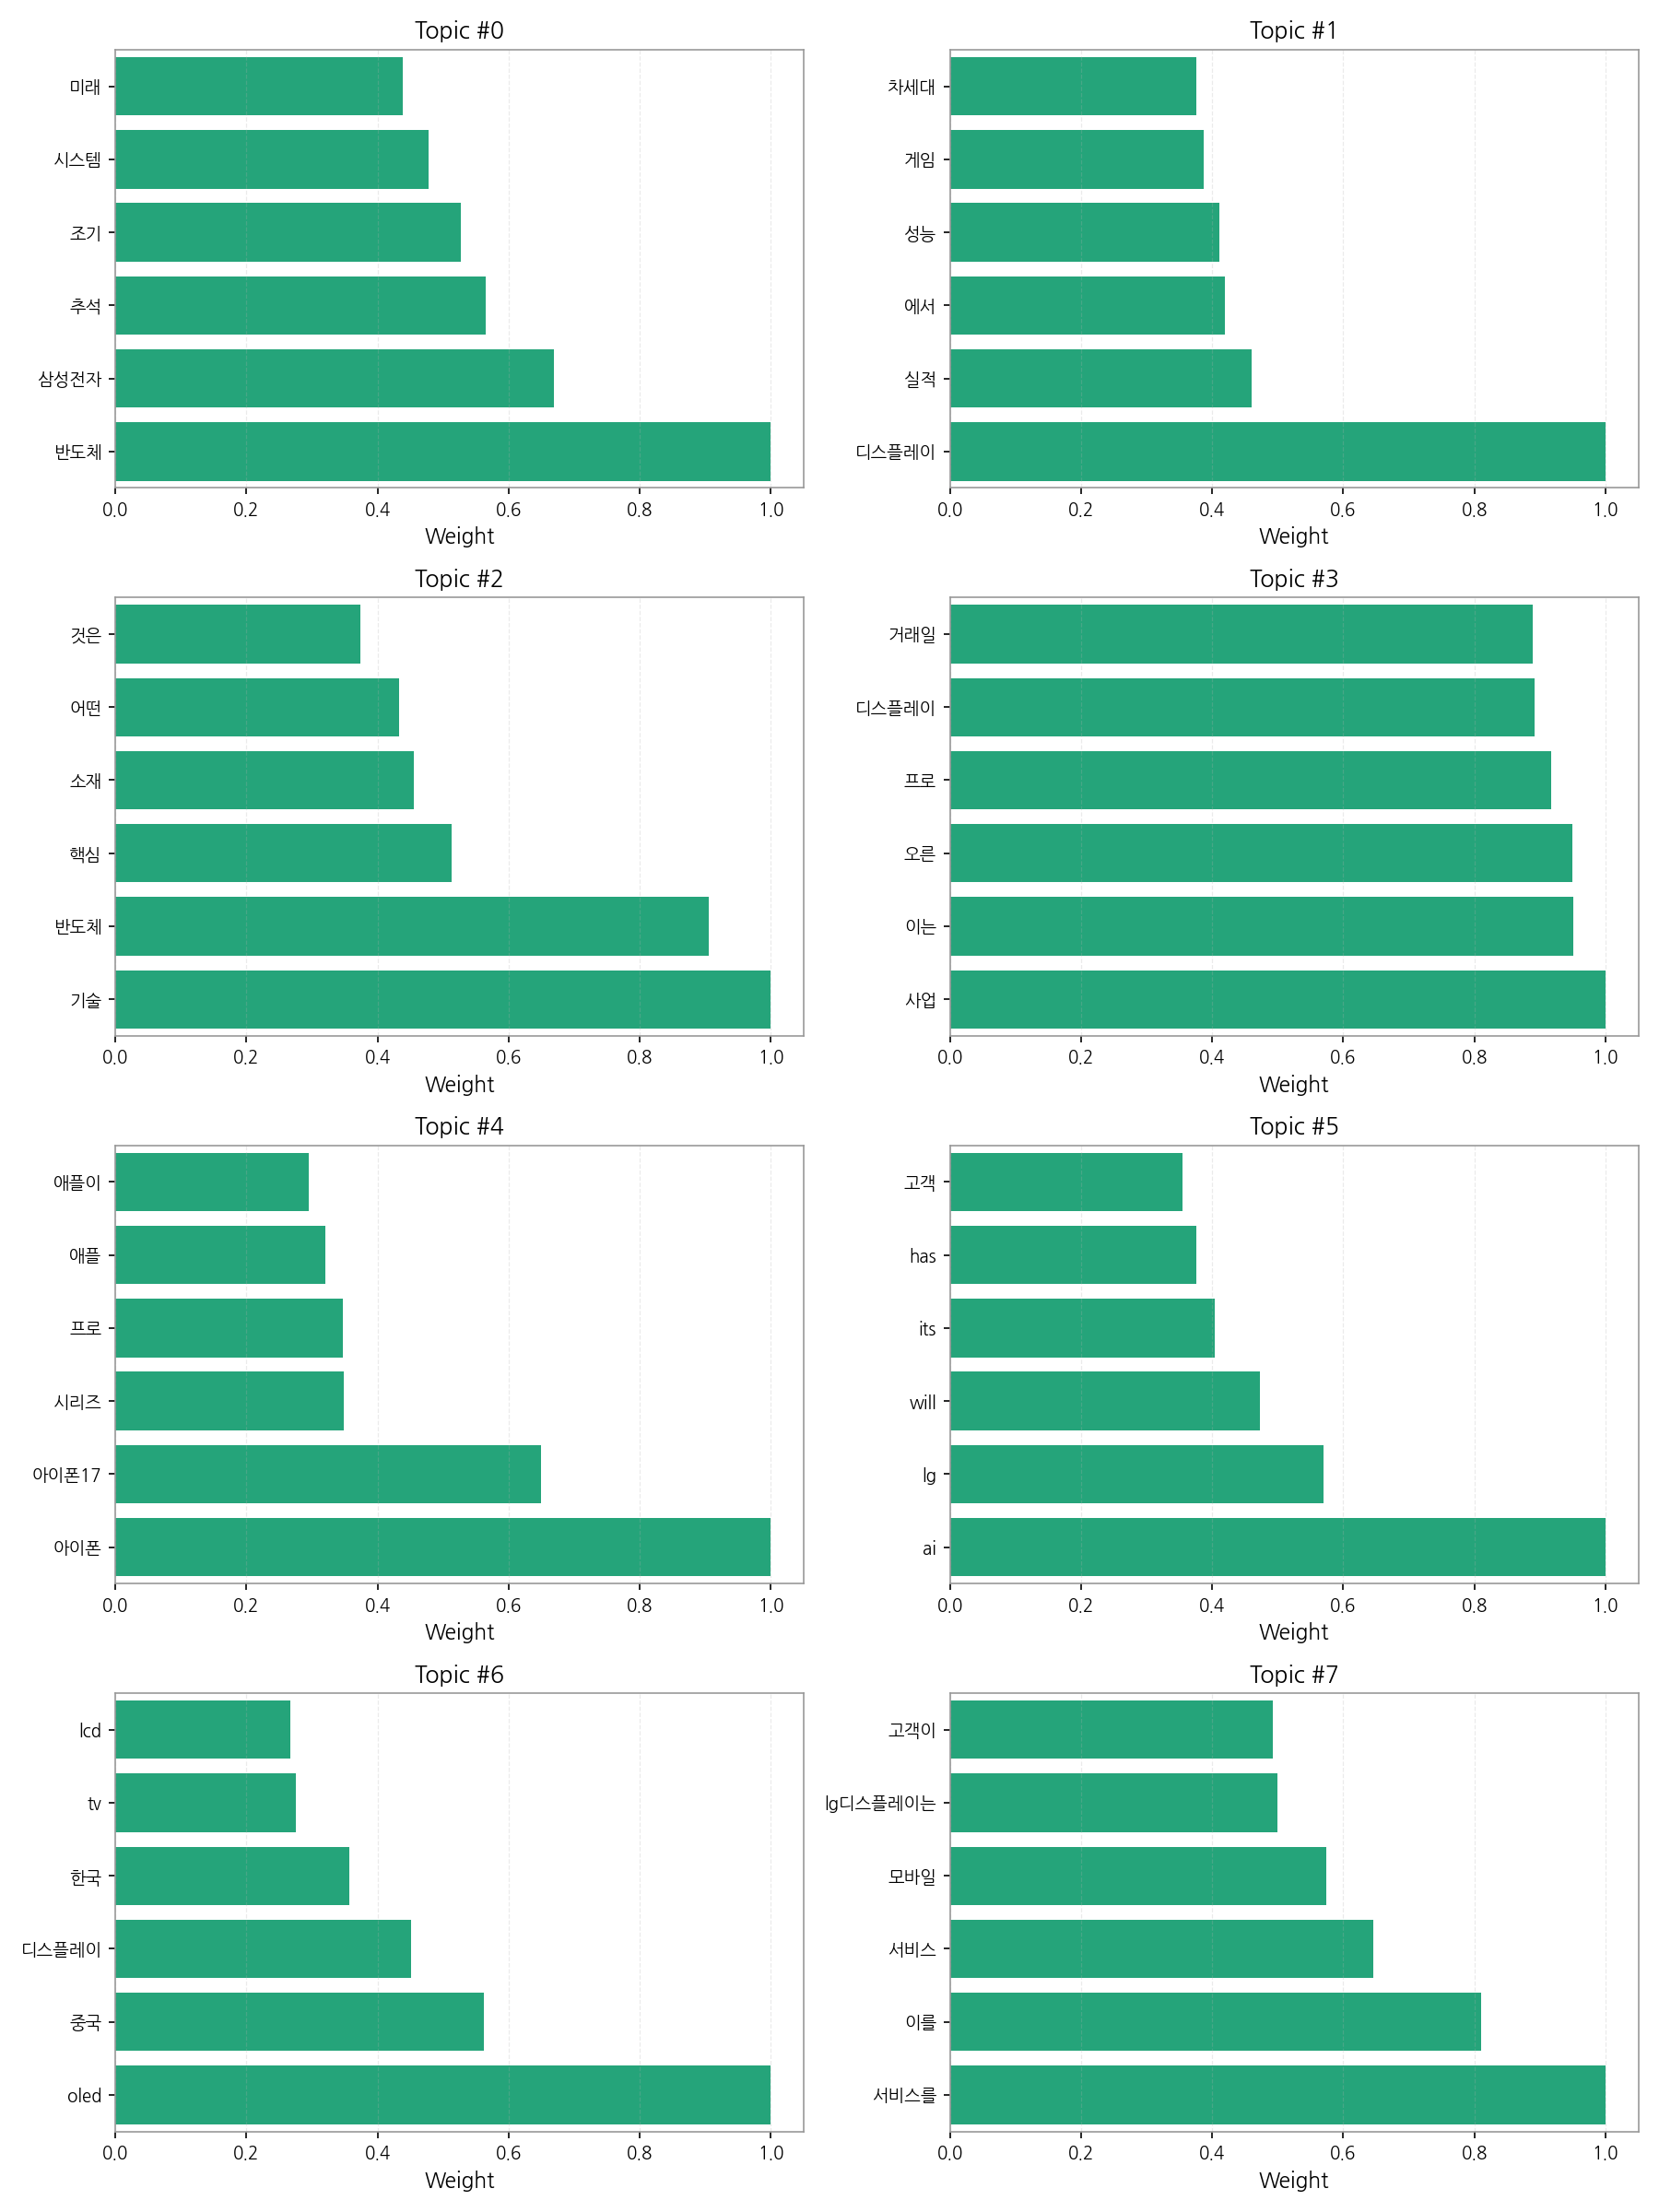 Topic #0
미래
시스템
조기
추석
삼성전자
반도체
0.0 0.2 0.4 0.6 0.8 1.0
Weight
Topic #1
차세대
게임
성능
에서
실적
디스플레이
0.0 0.2 0.4 0.6 0.8 1.0
Weight
Topic #2
것은
어떤
소재
핵심
반도체
기술
0.0 0.2 0.4 0.6 0.8 1.0
Weight
Topic #3
거래일
디스플레이
프로
오른
이는
사업
0.0 0.2 0.4 0.6 0.8 1.0
Weight
Topic #4
애플이
애플
프로
시리즈
아이폰17
아이폰
0.0 0.2 0.4 0.6 0.8 1.0
Weight
Topic #5
고객
has
its
will
lg
ai
0.0 0.2 0.4 0.6 0.8 1.0
Weight
Topic #6
lcd
tv
한국
디스플레이
중국
oled
0.0 0.2 0.4 0.6 0.8 1.0
Weight
Topic #7
고객이
lg디스플레이는
모바일
서비스
이를
서비스를
0.0 0.2 0.4 0.6 0.8 1.0
Weight